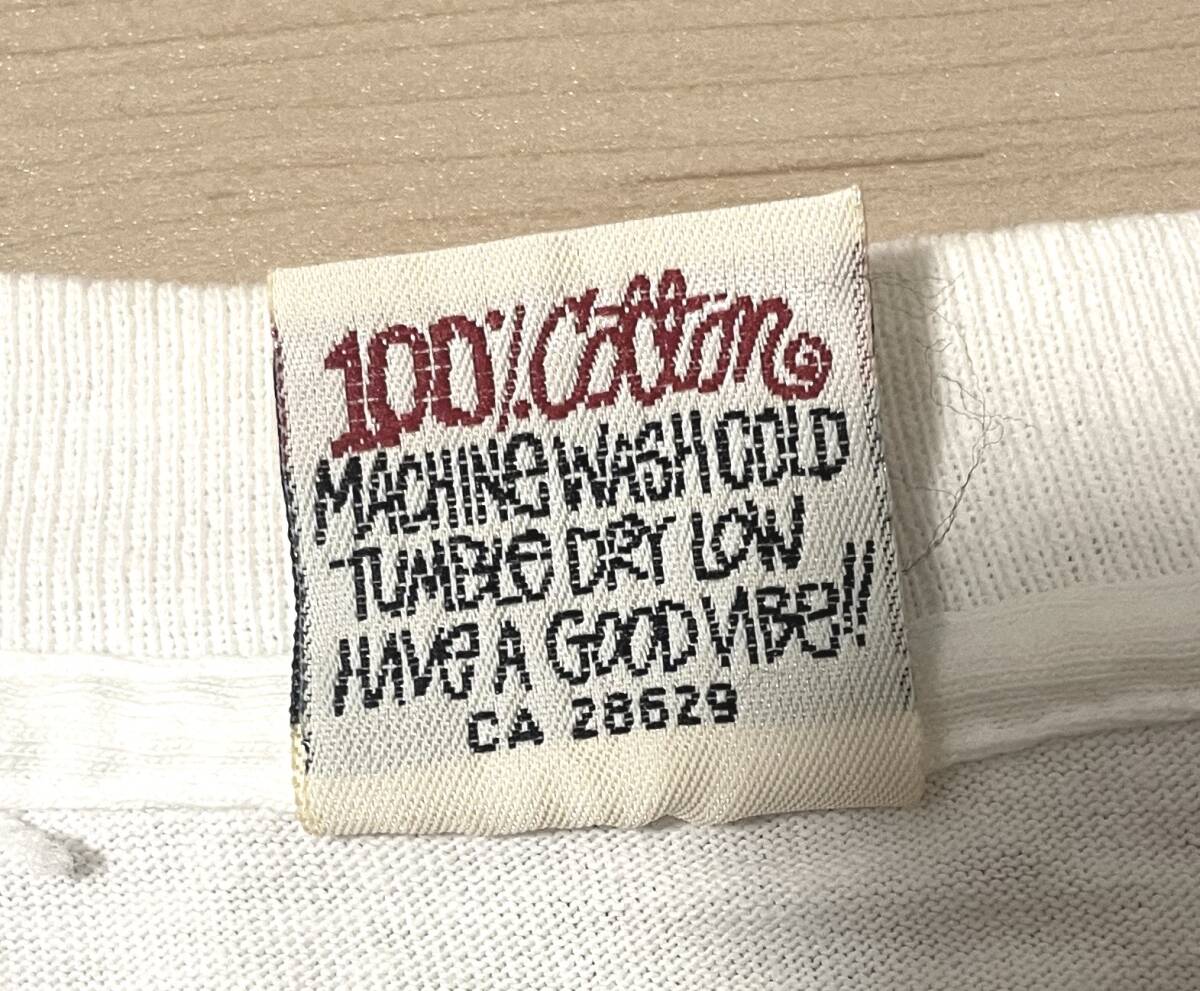 100% Cotton
MACHINe WASH COLD
TUMBLe DRY LOW
HAVe A GOOD VIBe!!
CA 28629